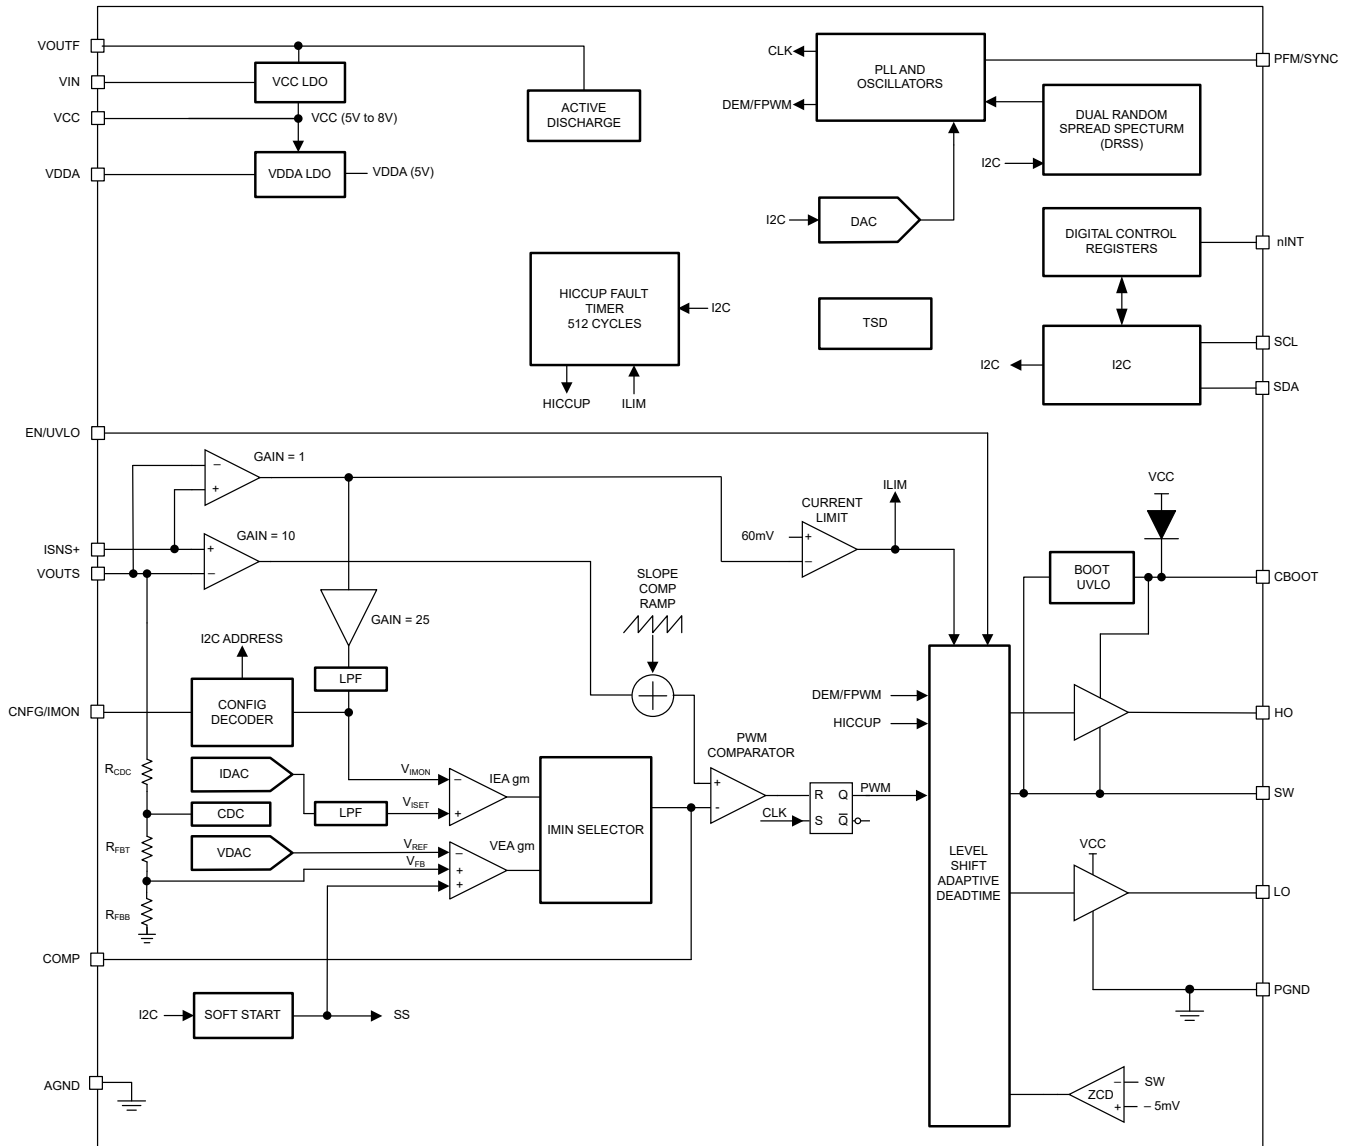 VOUTF
VIN
VCC
VDDA
VCC LDO
VCC (5V to 8V)
VDDA LDO
VDDA (5V)
ACTIVE
DISCHARGE
CLK
DEM/FPWM
PLL AND
OSCILLATORS
PFM/SYNC
DUAL RANDOM
SPREAD SPECTURM
(DRSS)
I2C
I2C
DAC
DIGITAL CONTROL
REGISTERS
nINT
HICCUP FAULT
TIMER
512 CYCLES
I2C
HICCUP
ILIM
TSD
I2C
I2C
SCL
SDA
EN/UVLO
GAIN = 1
–
+
ISNS+
VOUTS
GAIN = 10
+
–
GAIN = 25
LPF
I2C ADDRESS
CONFIG
DECODER
CNFG/IMON
SLOPE
COMP
RAMP
60mV
+
–
CURRENT
LIMIT
ILIM
VCC
BOOT
UVLO
CBOOT
DEM/FPWM
HICCUP
HO
SW
RCDC
RFBT
RFBB
IDAC
CDC
VDAC
LPF
VIMON
VISET
–
+
IEA gm
VREF
VFB
–
+
+
VEA gm
IMIN SELECTOR
PWM
COMPARATOR
+
-
CLK
R Q
S Q
PWM
LEVEL
SHIFT
ADAPTIVE
DEADTIME
VCC
LO
PGND
COMP
I2C
SOFT START
SS
AGND
ZCD
– SW
+ – 5mV